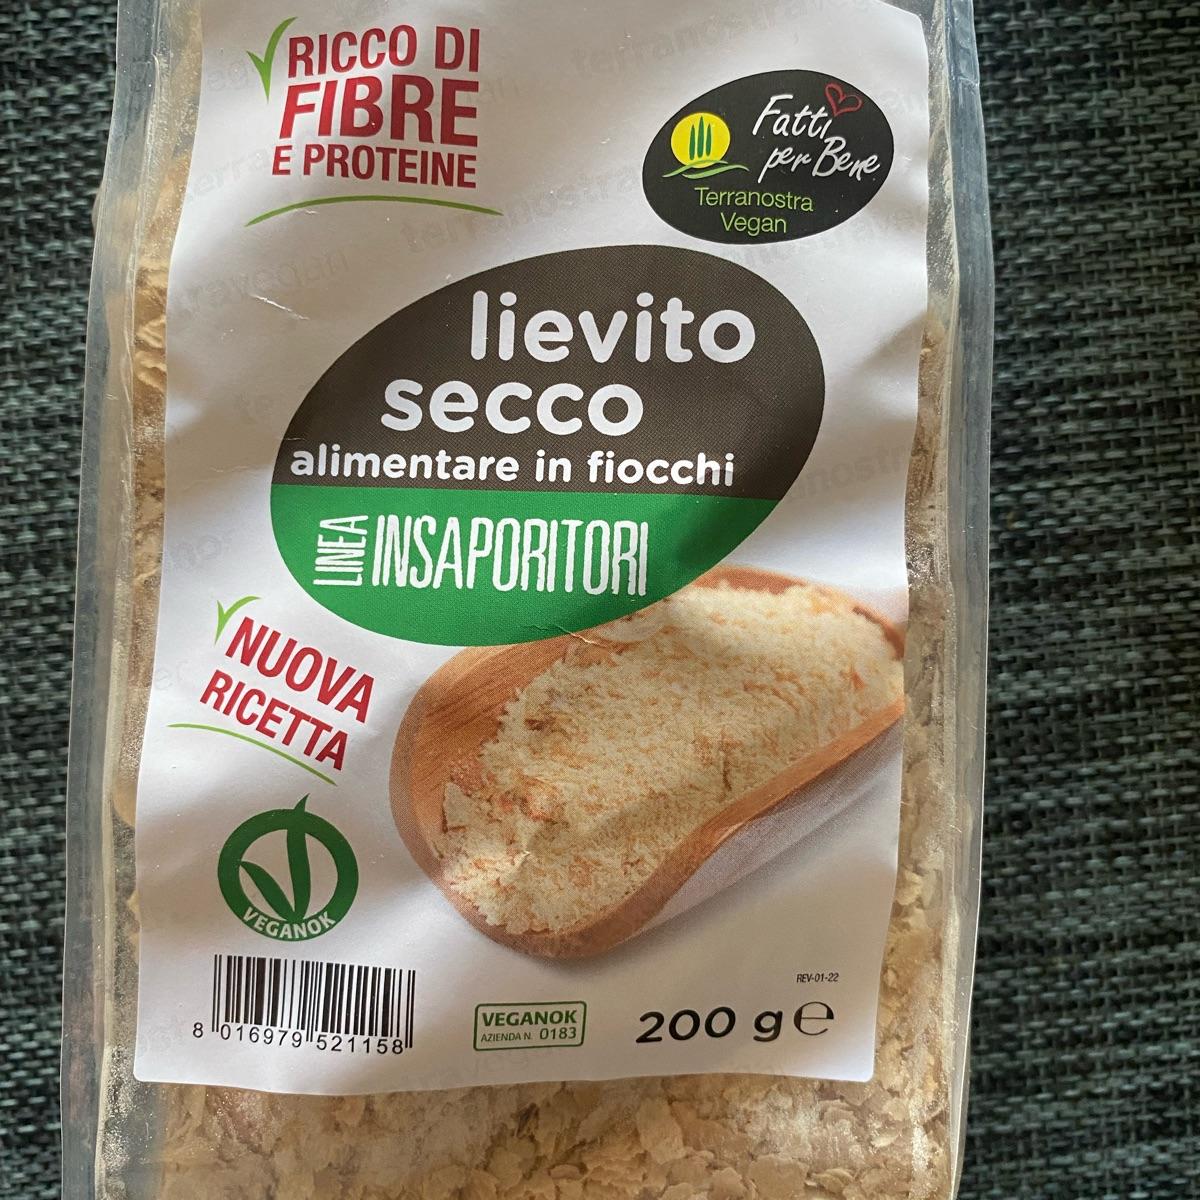 RICCO DI
FIBRE
E PROTEINE
Fatti
per Bene
Terranostra
Vegan
lievito
secco
alimentare in fiocchi
LINEA INSAPORITORI
NUOVA
RICETTA
VEGANOK
8 016979 521158
VEGANOK
AZIENDA N. 0183
REV-01-22
200 g ℮